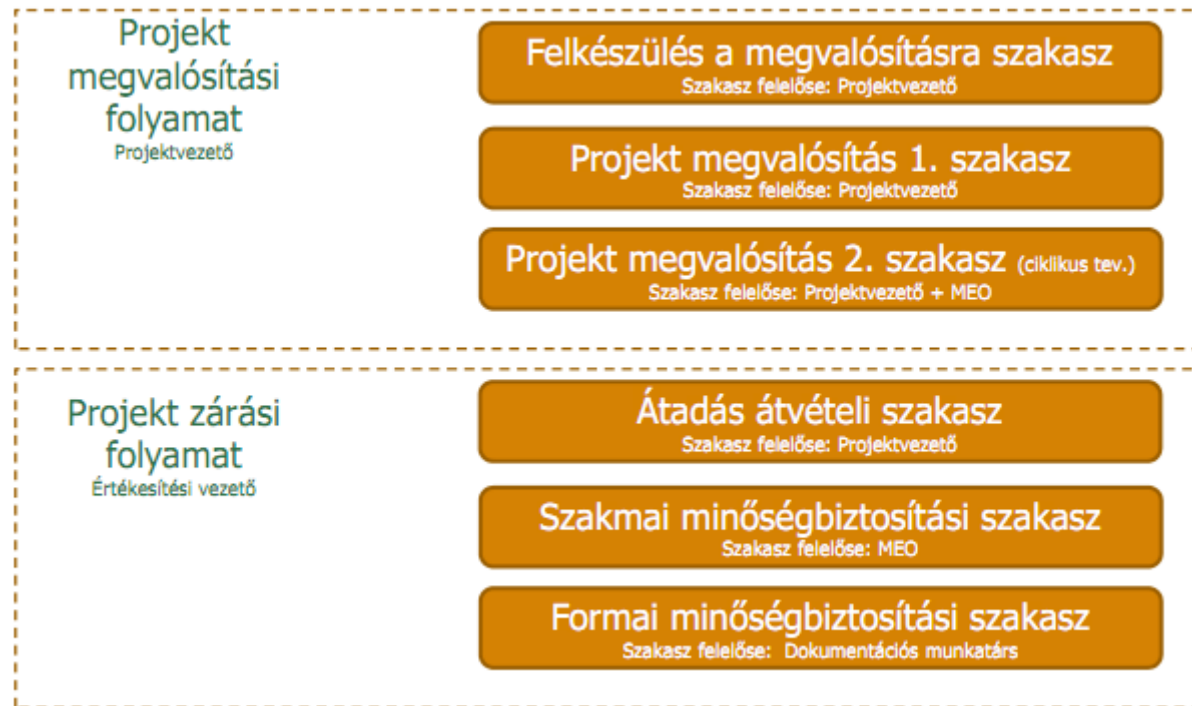 Projekt
megvalósítási
folyamat
Projektvezető
Felkészülés a megvalósításra szakasz
Szakasz felelőse: Projektvezető
Projekt megvalósítás 1. szakasz
Szakasz felelőse: Projektvezető
Projekt megvalósítás 2. szakasz (ciklikus tev.)
Szakasz felelőse: Projektvezető + MEO
Projekt zárási
folyamat
Értékesítési vezető
Átadás átvételi szakasz
Szakasz felelőse: Projektvezető
Szakmai minőségbiztosítási szakasz
Szakasz felelőse: MEO
Formai minőségbiztosítási szakasz
Szakasz felelőse: Dokumentációs munkatárs